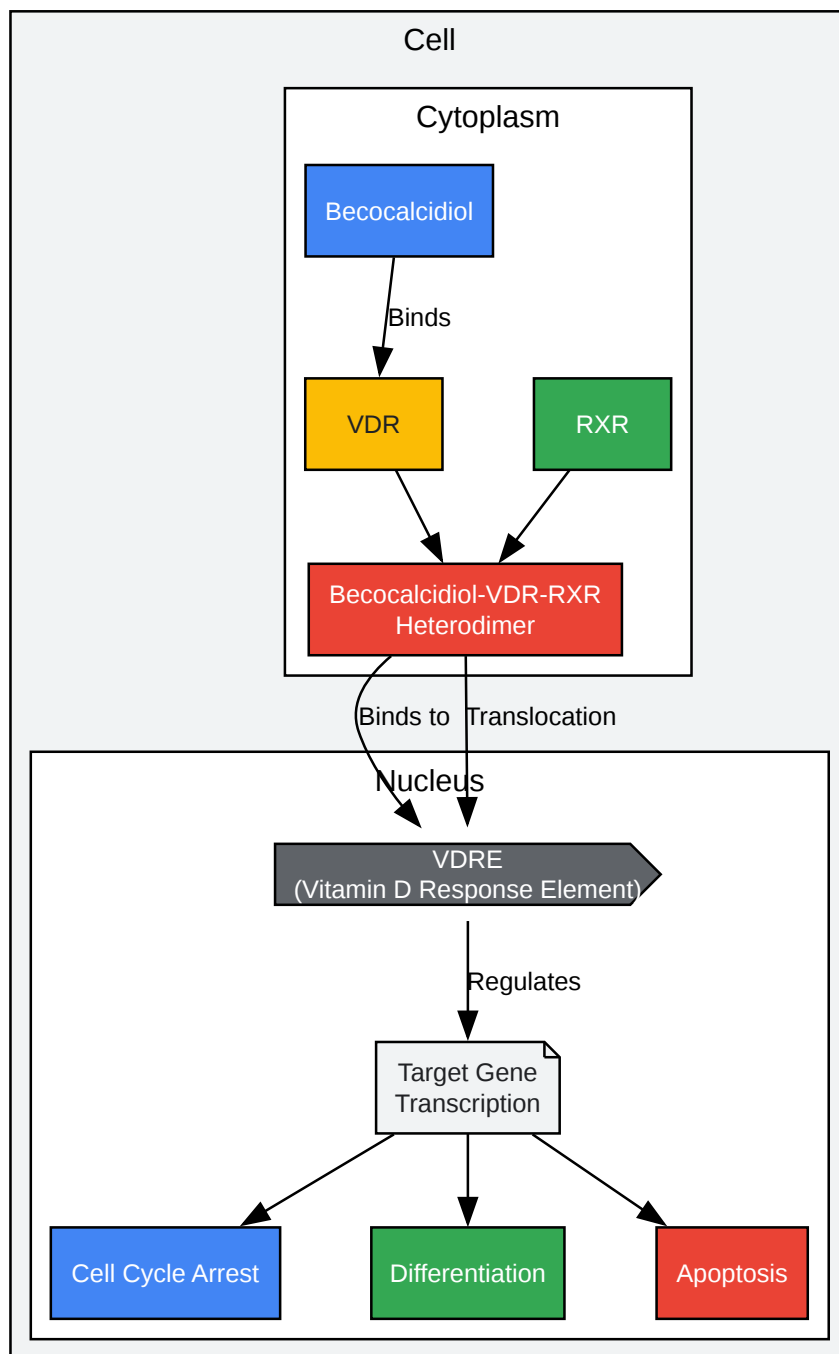 Cell
Cytoplasm
Becocalcidiol
Binds
VDR
RXR
Becocalcidiol-VDR-RXR
Heterodimer
Binds to
Translocation
Nucleus
VDRE
(Vitamin D Response Element)
Regulates
Target Gene
Transcription
Cell Cycle Arrest
Differentiation
Apoptosis